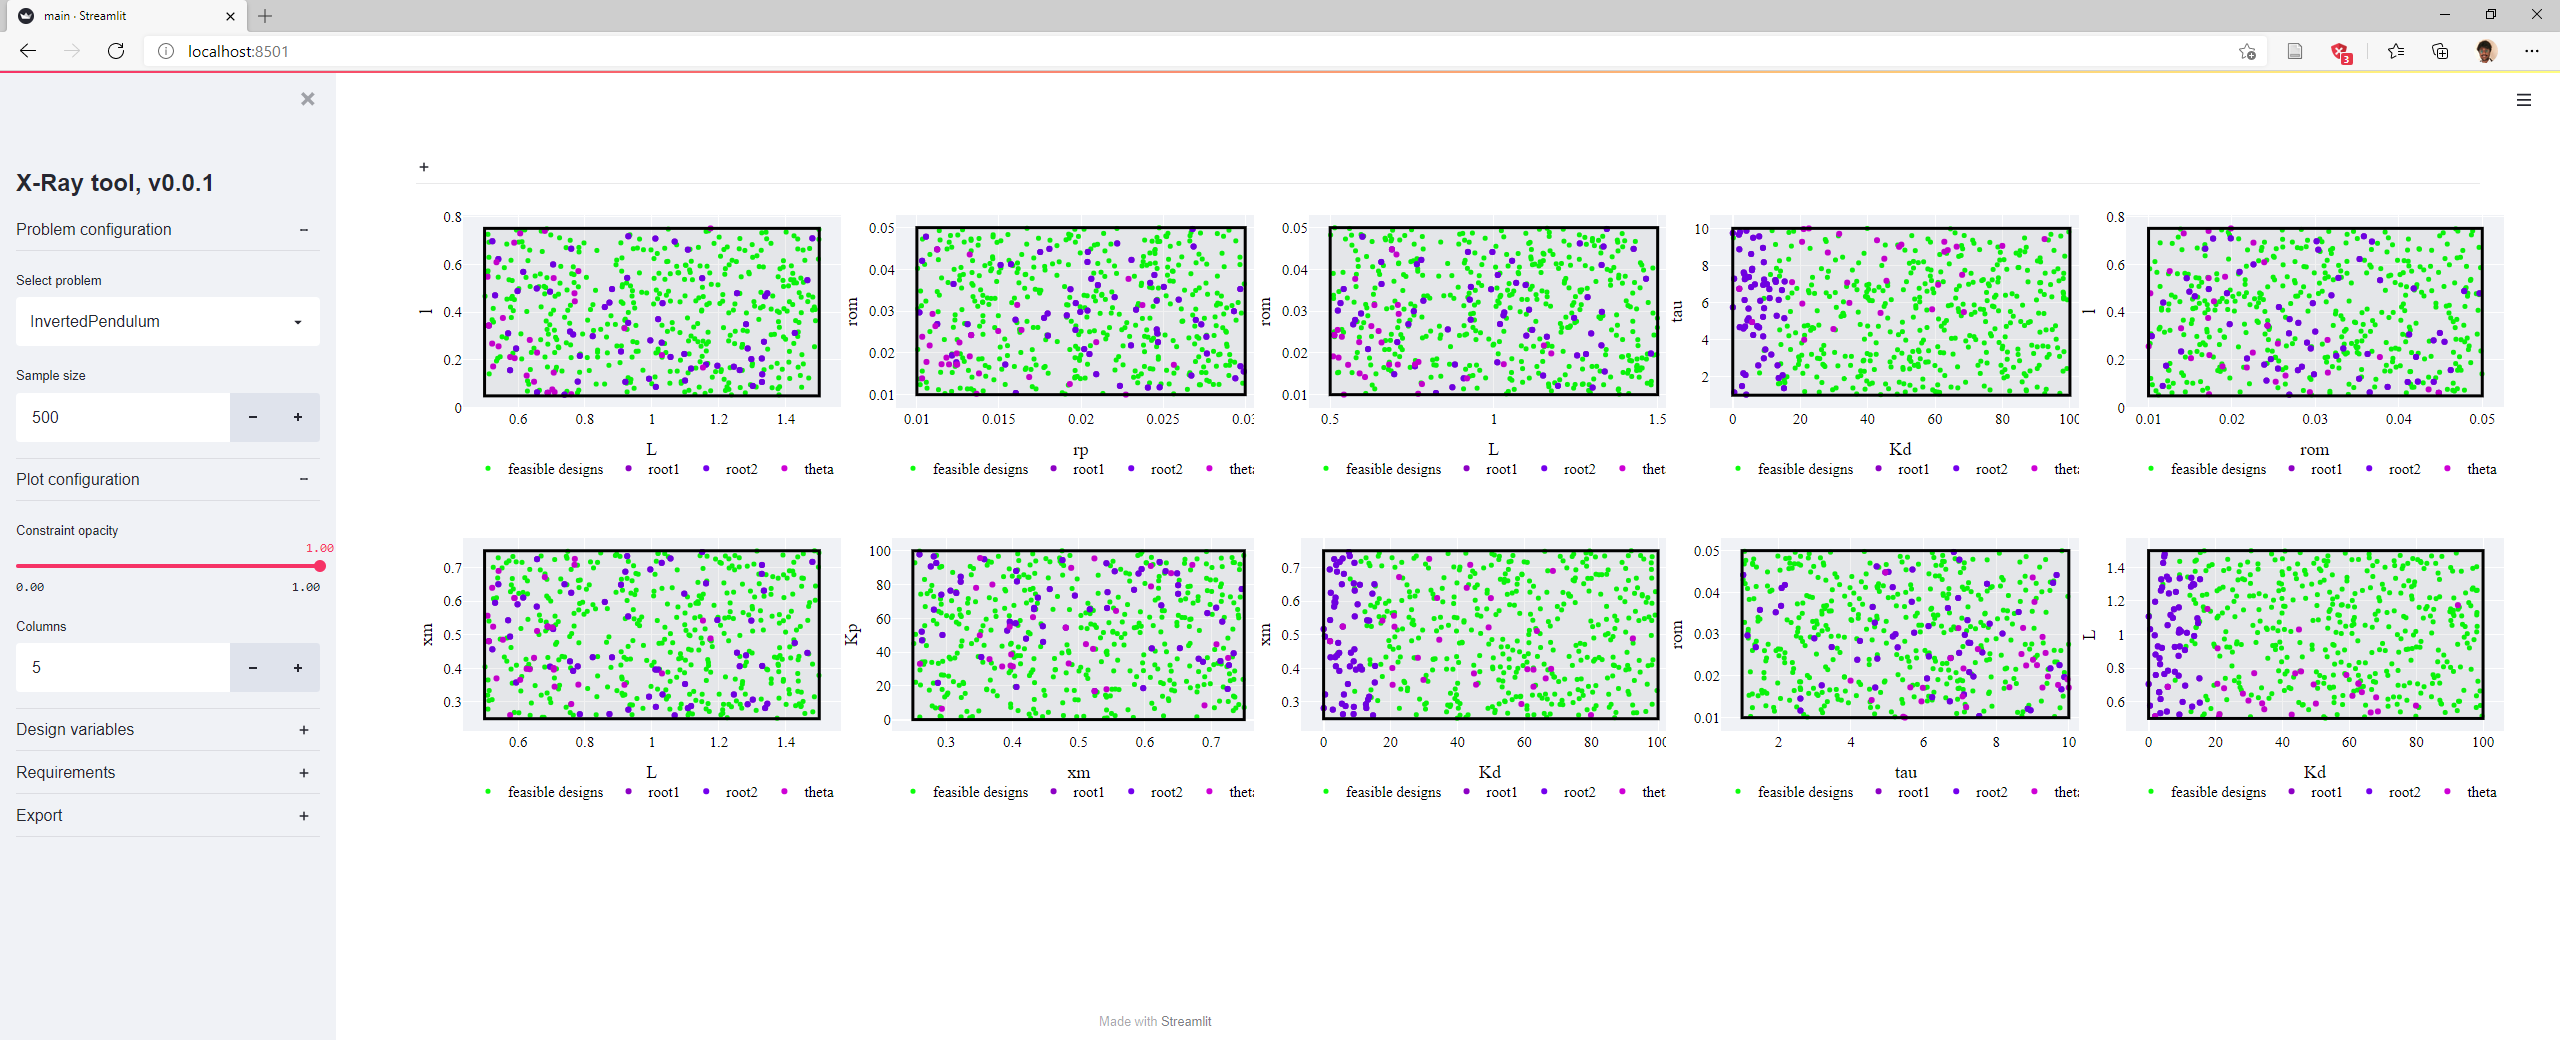 main · Streamlit
localhost:8501
3
X-Ray tool, v0.0.1
Problem configuration
Select problem
InvertedPendulum
Sample size
500
Plot configuration
Constraint opacity
1.00
0.00 1.00
Columns
5
Design variables
Requirements
Export
0.8
0.6
0.4
0.2
0
l
0.6 0.8 1 1.2 1.4
L
feasible designs root1 root2 theta
0.05
0.04
0.03
0.02
0.01
rom
0.01 0.015 0.02 0.025 0.03
rp
feasible designs root1 root2 theta
0.05
0.04
0.03
0.02
0.01
rom
0.5 1 1.5
L
feasible designs root1 root2 thet
10
8
6
4
2
tau
0 20 40 60 80 100
Kd
feasible designs root1 root2 theta
0.8
0.6
0.4
0.2
0
l
0.01 0.02 0.03 0.04 0.05
rom
feasible designs root1 root2 theta
0.7
0.6
0.5
0.4
0.3
xm
0.6 0.8 1 1.2 1.4
L
feasible designs root1 root2 theta
100
80
60
40
20
0
Kp
0.3 0.4 0.5 0.6 0.7
xm
feasible designs root1 root2 theta
0.7
0.6
0.5
0.4
0.3
xm
0 20 40 60 80 100
Kd
feasible designs root1 root2 thet
0.05
0.04
0.03
0.02
0.01
rom
2 4 6 8 10
tau
feasible designs root1 root2 theta
1.4
1.2
1
0.8
0.6
L
0 20 40 60 80 100
Kd
feasible designs root1 root2 theta
Made with Streamlit